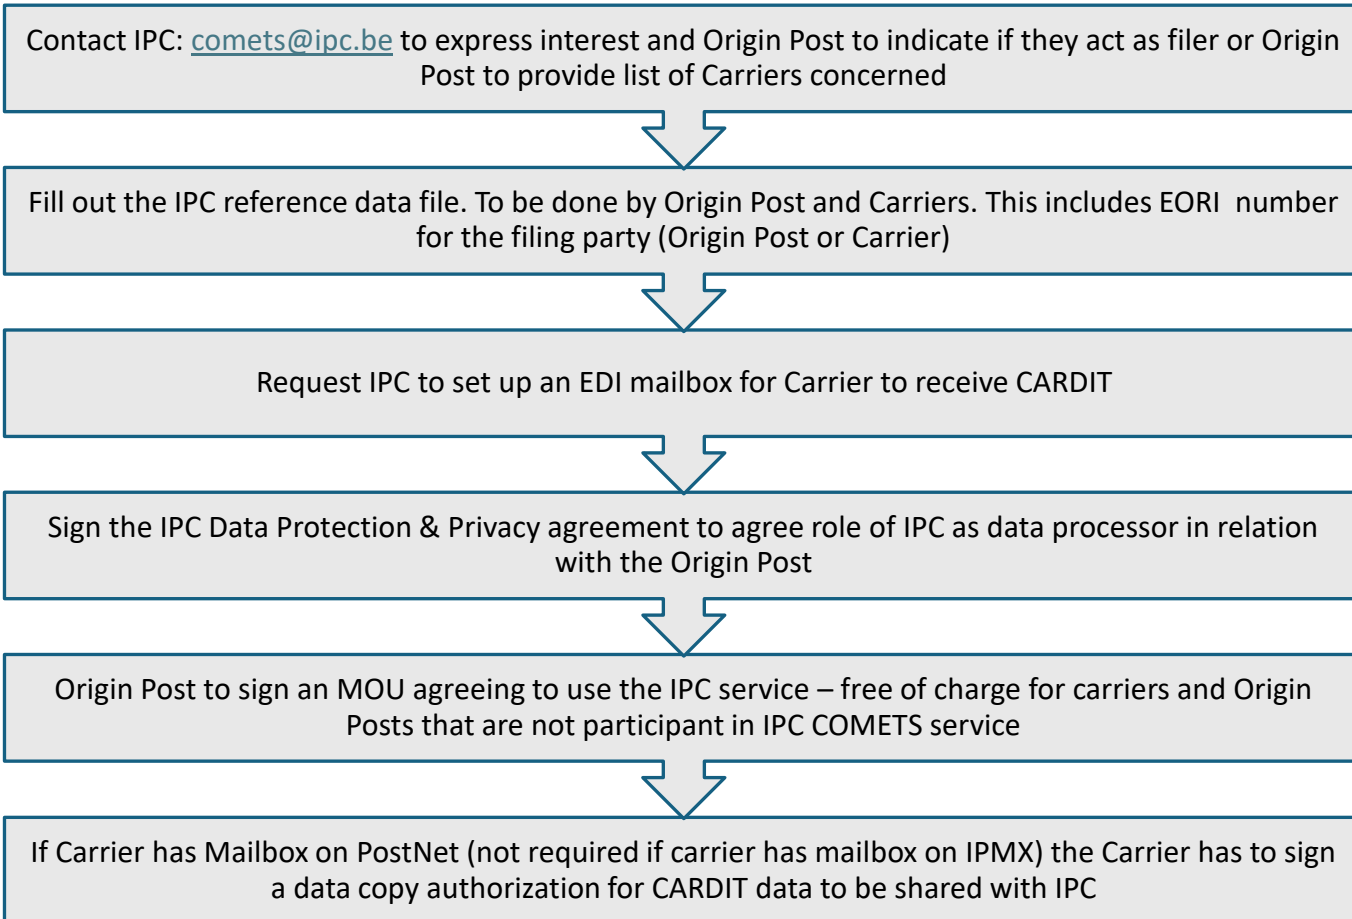 Contact IPC: comets@ipc.be to express interest and Origin Post to indicate if they act as filer or Origin
Post to provide list of Carriers concerned
Fill out the IPC reference data file. To be done by Origin Post and Carriers. This includes EORI  number
for the filing party (Origin Post or Carrier)
Request IPC to set up an EDI mailbox for Carrier to receive CARDIT
Sign the IPC Data Protection & Privacy agreement to agree role of IPC as data processor in relation
with the Origin Post
Origin Post to sign an MOU agreeing to use the IPC service – free of charge for carriers and Origin
Posts that are not participant in IPC COMETS service
If Carrier has Mailbox on PostNet (not required if carrier has mailbox on IPMX) the Carrier has to sign
a data copy authorization for CARDIT data to be shared with IPC